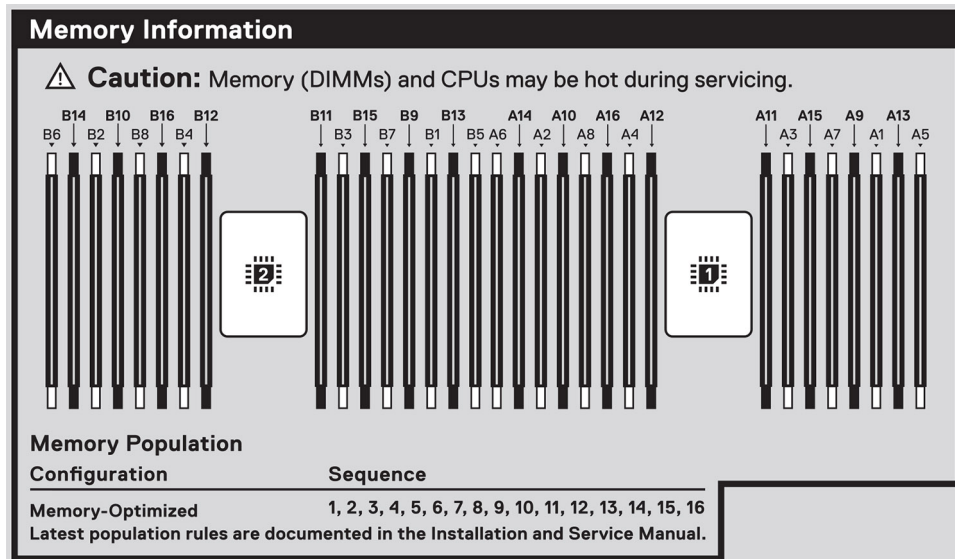 Memory Information
Caution: Memory (DIMMs) and CPUs may be hot during servicing.
B14 B10 B16 B12 B11 B15 B9 B13 A14 A10 A16 A12 A11 A15 A9 A13
B6 B2 B8 B4 B3 B7 B1 B5 A6 A2 A8 A4 A3 A7 A1 A5
2 1
Memory Population
Configuration Sequence
Memory-Optimized 1, 2, 3, 4, 5, 6, 7, 8, 9, 10, 11, 12, 13, 14, 15, 16
Latest population rules are documented in the Installation and Service Manual.